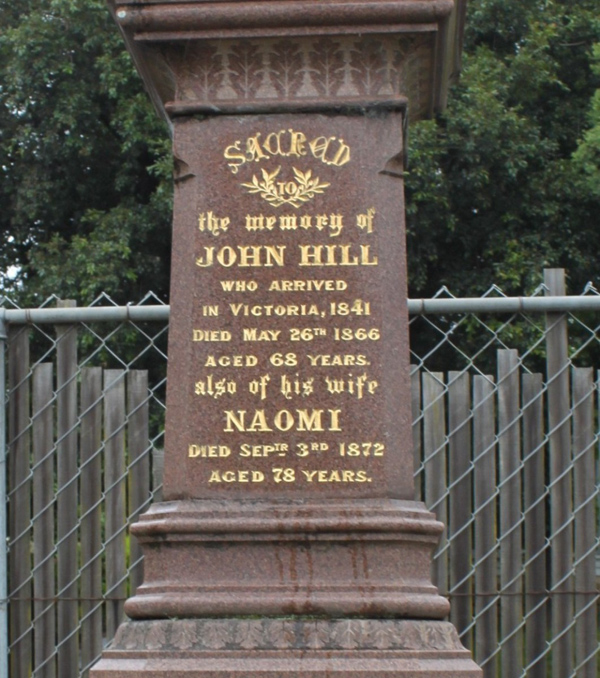 SACRED
TO
the memory of
JOHN HILL
WHO ARRIVED
IN VICTORIA, 1841
DIED MAY 26TH 1866
AGED 68 YEARS.
also of his wife
NAOMI
DIED SEPTR 3RD 1872
AGED 78 YEARS.